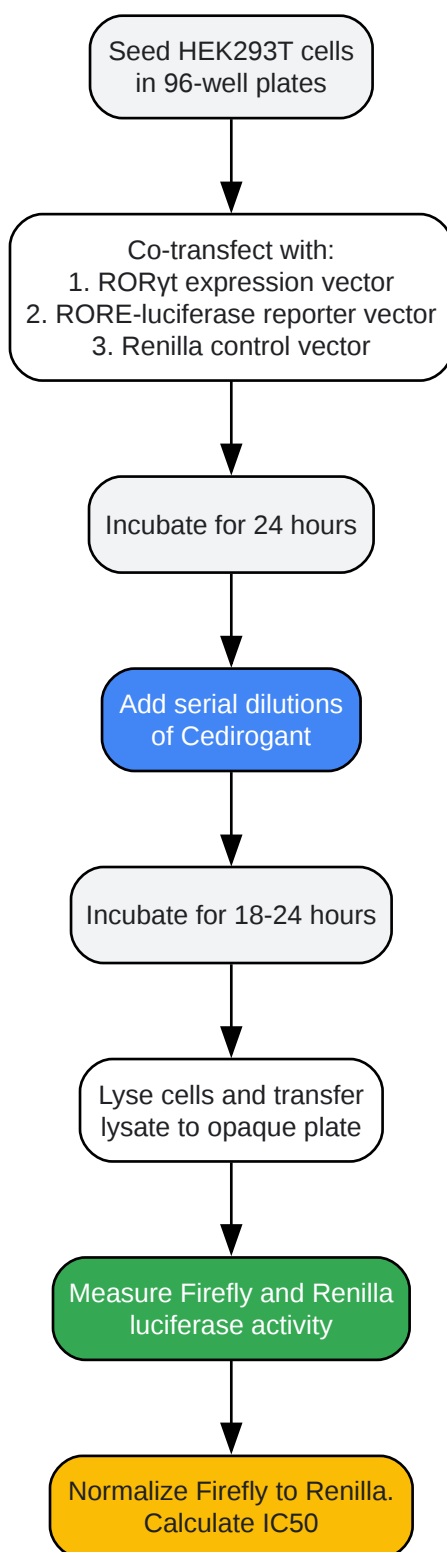 Seed HEK293T cells
in 96-well plates
Co-transfect with:
1. RORγt expression vector
2. RORE-luciferase reporter vector
3. Renilla control vector
Incubate for 24 hours
Add serial dilutions
of Cedirogant
Incubate for 18-24 hours
Lyse cells and transfer
lysate to opaque plate
Measure Firefly and Renilla
luciferase activity
Normalize Firefly to Renilla.
Calculate IC50